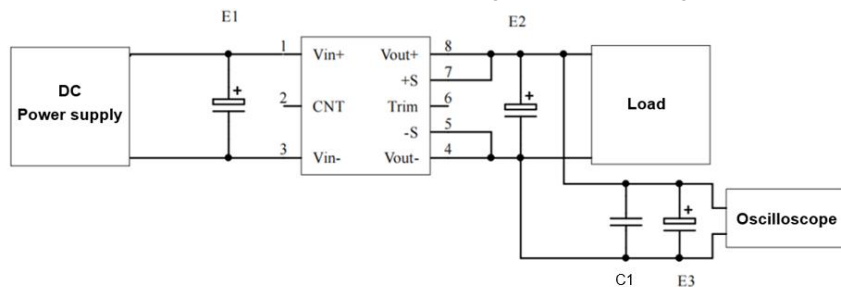 E1
E2
1 Vin+ Vout+ 8
+S 7
DC
Power supply
+
2 CNT Trim 6
+
Load
-S 5
3 Vin- Vout- 4
+
Oscilloscope
C1
E3